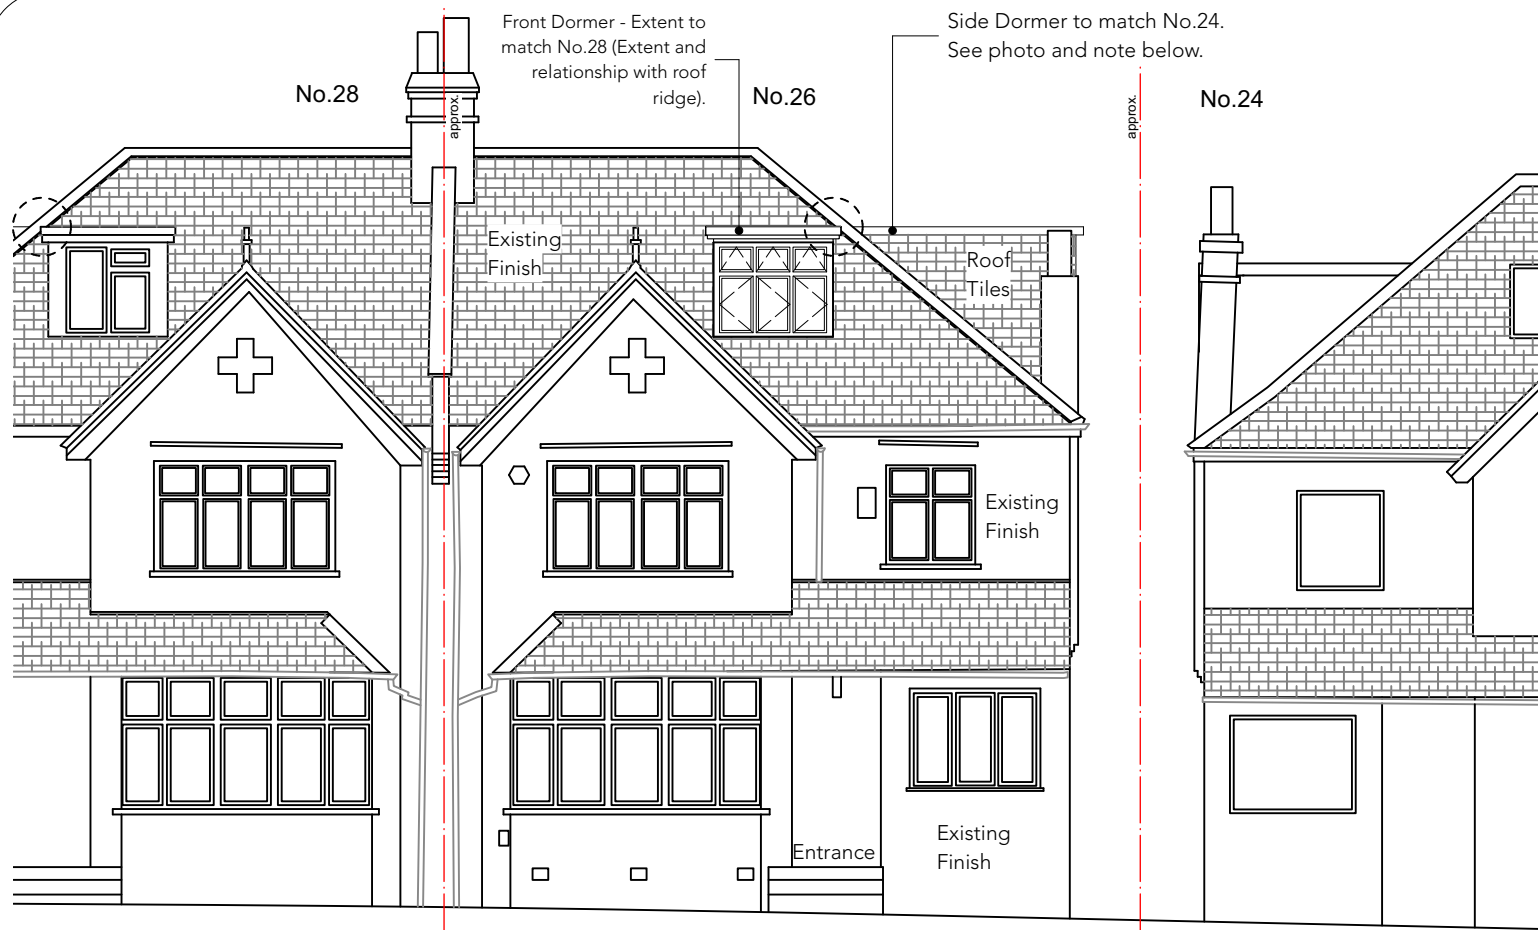 Front Dormer - Extent to
match No.28 (Extent and
relationship with roof
ridge).
Side Dormer to match No.24.
See photo and note below.
No.28
No.26
No.24
approx.
approx.
Existing
Finish
Roof
Tiles
Existing
Finish
Entrance
Existing
Finish